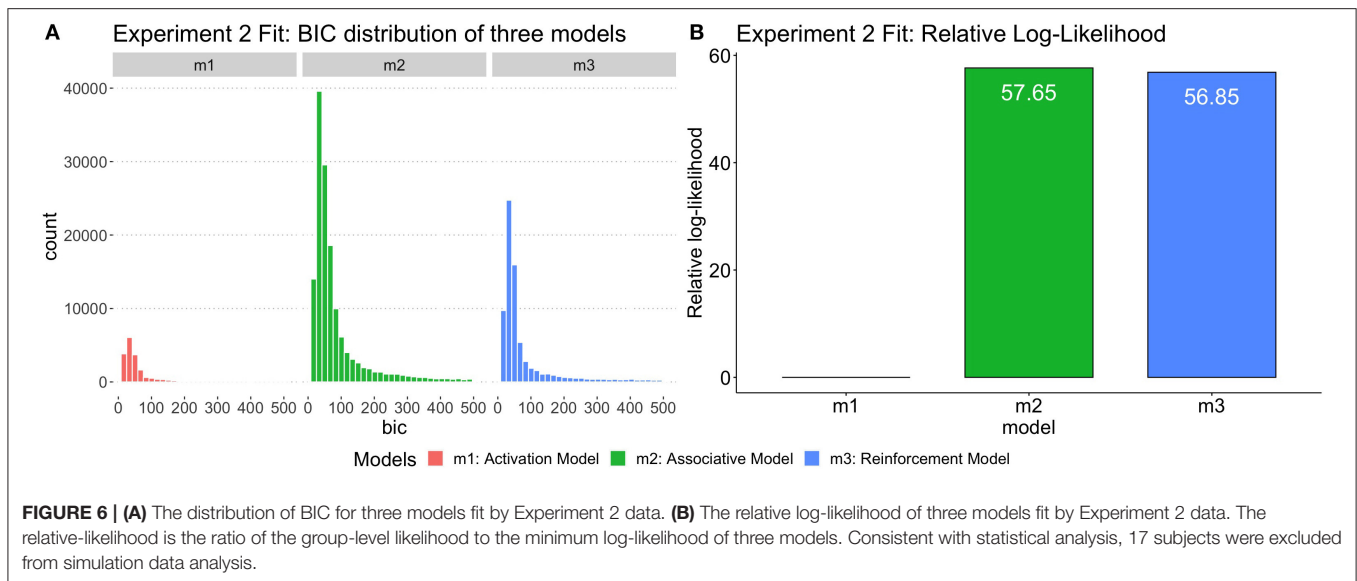 A Experiment 2 Fit: BIC distribution of three models
m1 m2 m3
40000
30000
20000
10000
0
count
0 100 200 300 400 500 0 100 200 300 400 500 0 100 200 300 400 500
bic
B Experiment 2 Fit: Relative Log-Likelihood
60
40
20
0
Relative log-likelihood
57.65 56.85
m1 m2 m3
model
Models m1: Activation Model m2: Associative Model m3: Reinforcement Model
FIGURE 6 | (A) The distribution of BIC for three models fit by Experiment 2 data. (B) The relative log-likelihood of three models fit by Experiment 2 data. The
relative-likelihood is the ratio of the group-level likelihood to the minimum log-likelihood of three models. Consistent with statistical analysis, 17 subjects were excluded
from simulation data analysis.